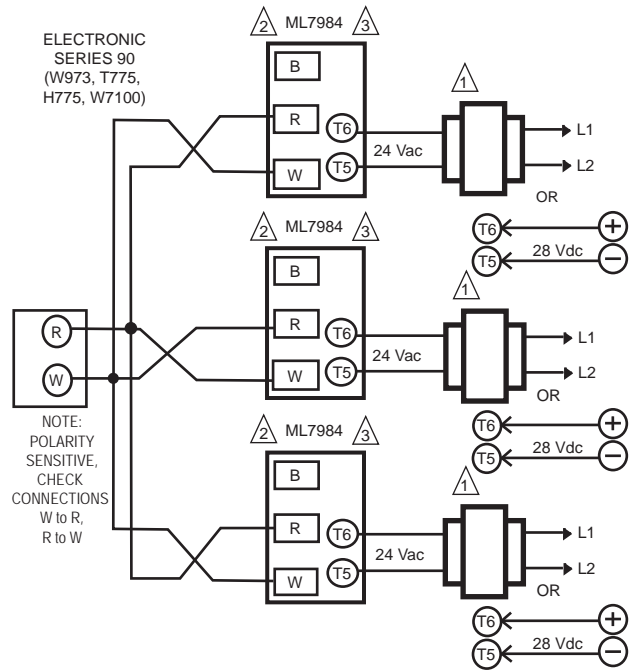 ELECTRONIC
SERIES 90
(W973, T775,
H775, W7100)
2 ML7984 3
B
R
W
T6
T5
24 Vac
1
L1
L2
OR
T6 +
T5 28 Vdc −
2 ML7984 3
B
R
W
T6
T5
24 Vac
1
L1
L2
OR
T6 +
T5 28 Vdc −
R
W
NOTE:
POLARITY
SENSITIVE,
CHECK
CONNECTIONS
W to R,
R to W
2 ML7984 3
B
R
W
T6
T5
24 Vac
1
L1
L2
OR
T6 +
T5 28 Vdc −